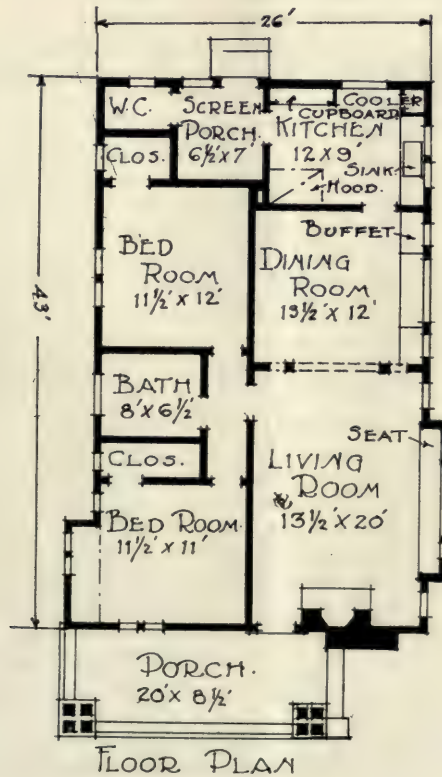 26'
W.C.
SCREEN
PORCH
6½'x7'
COOLER
CUPBOARD
KITCHEN
12 x 9'
SINK
HOOD.
CLOS.
BED
ROOM
11½' x 12'
BUFFET
DINING
ROOM
13½' x 12'
43'
BATH
8' x 6½'
CLOS.
SEAT
LIVING
ROOM
13½' x 20'
BED ROOM
11½' x 11'
PORCH.
20' x 8½'
FLOOR PLAN